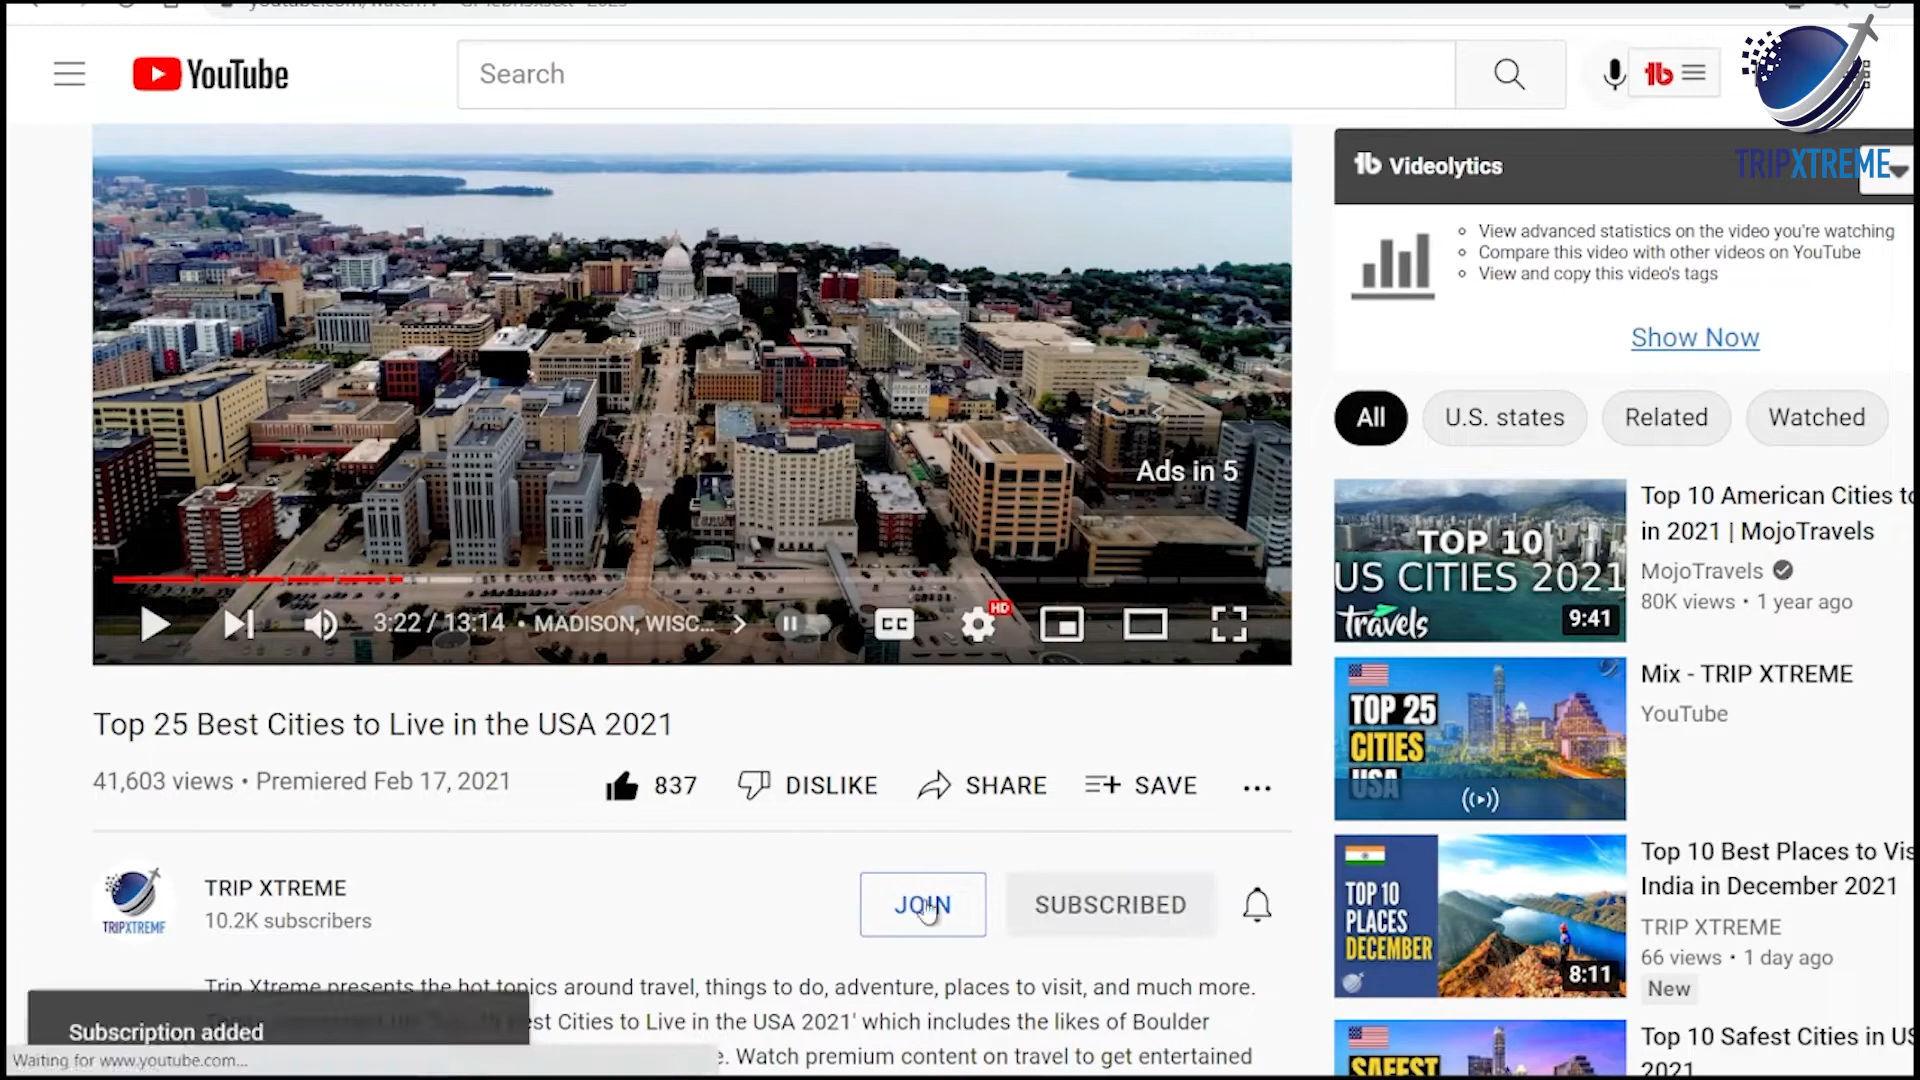 YouTube
Search
TRIPXTREME
Videolytics
View advanced statistics on the video you're watching
Compare this video with other videos on YouTube
View and copy this video's tags
Show Now
All
U.S. states
Related
Watched
Ads in 5
3:22 / 13:14 • MADISON, WISC...
CC
HD
Top 25 Best Cities to Live in the USA 2021
41,603 views • Premiered Feb 17, 2021
837
DISLIKE
SHARE
SAVE
TRIP XTREME
10.2K subscribers
TRIPXTREME
JOIN
SUBSCRIBED
Trip Xtreme presents the hot topics around travel, things to do, adventure, places to visit, and much more.
est Cities to Live in the USA 2021' which includes the likes of Boulder
e. Watch premium content on travel to get entertained
Subscription added
Waiting for www.youtube.com...
TOP 10
US CITIES 2021
travels
9:41
Top 10 American Cities to
in 2021 | MojoTravels
MojoTravels
80K views • 1 year ago
TOP 25
CITIES
USA
Mix - TRIP XTREME
YouTube
TOP 10
PLACES
DECEMBER
8:11
Top 10 Best Places to Vis
India in December 2021
TRIP XTREME
66 views • 1 day ago
New
SAFEST
Top 10 Safest Cities in US
2021